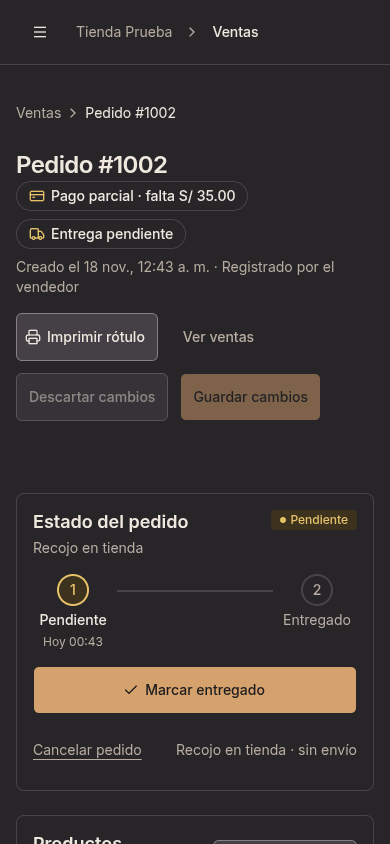 Tienda Prueba > Ventas
Ventas > Pedido #1002
Pedido #1002
Pago parcial · falta S/ 35.00
Entrega pendiente
Creado el 18 nov., 12:43 a. m. · Registrado por el
vendedor
Imprimir rótulo
Ver ventas
Descartar cambios
Guardar cambios
Estado del pedido
Pendiente
Recojo en tienda
1
2
Pendiente
Entregado
Hoy 00:43
Marcar entregado
Cancelar pedido
Recojo en tienda · sin envío
Productos